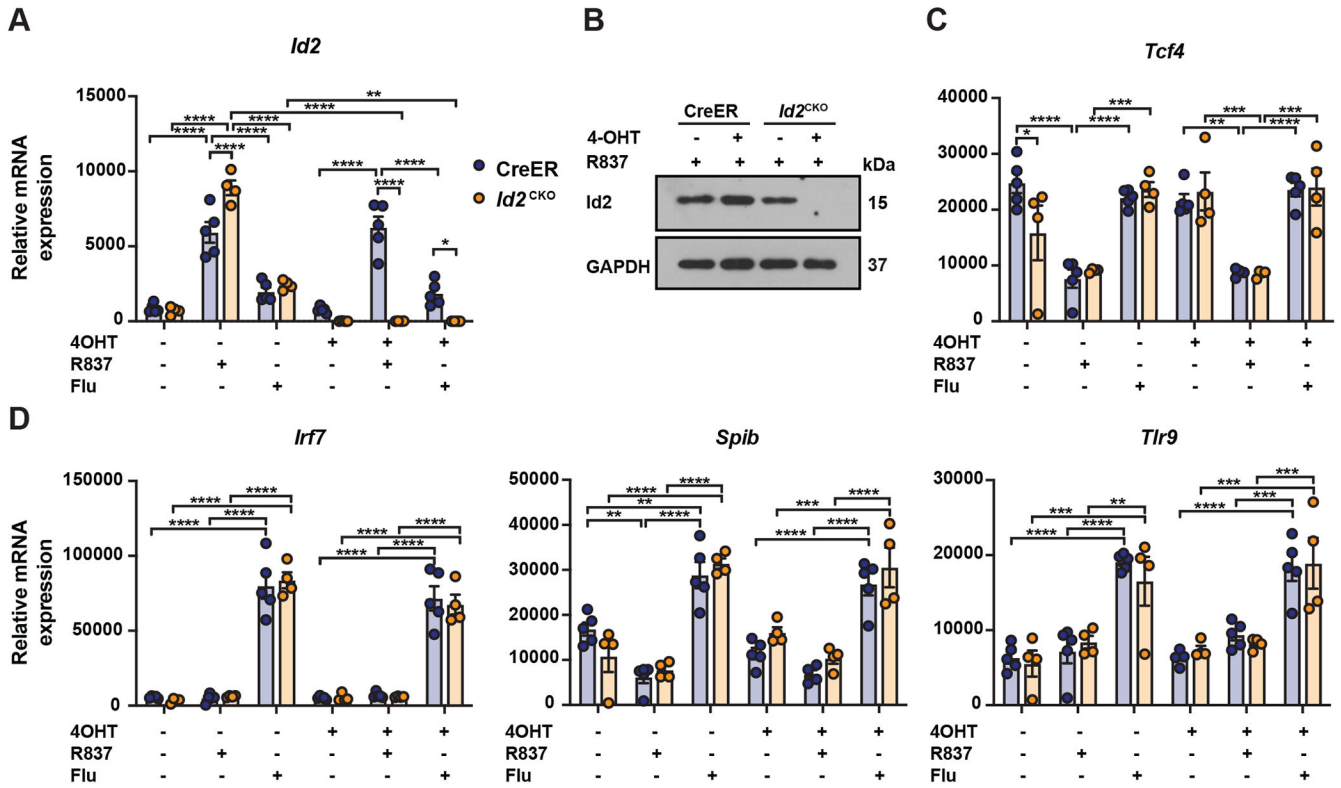 A
Id2
Relative mRNA
expression
15000
10000
5000
0
**
****
**** ****
**** ****
**** ****
****
****
*
CreER
Id2CKO
4OHT - - - + + +
R837 - + - - + -
Flu - - + - - +
B
CreER Id2CKO
4-OHT - + - +
R837 + + + + kDa
Id2 15
GAPDH 37
C
Tcf4
40000
30000
20000
10000
0
*** *** ***
**** **** ** ****
*
4OHT - - - + + +
R837 - + - - + -
Flu - - + - - +
D
Irf7
Relative mRNA
expression
150000
100000
50000
0
****
****
****
****
****
****
****
****
4OHT - - - + + +
R837 - + - - + -
Flu - - + - - +
Spib
50000
40000
30000
20000
10000
0
****
**** ****
** ***
** **** ****
****
4OHT - - - + + +
R837 - + - - + -
Flu - - + - - +
Tlr9
30000
20000
10000
0
***
** ***
*** ***
**** ****
****
4OHT - - - + + +
R837 - + - - + -
Flu - - + - - +